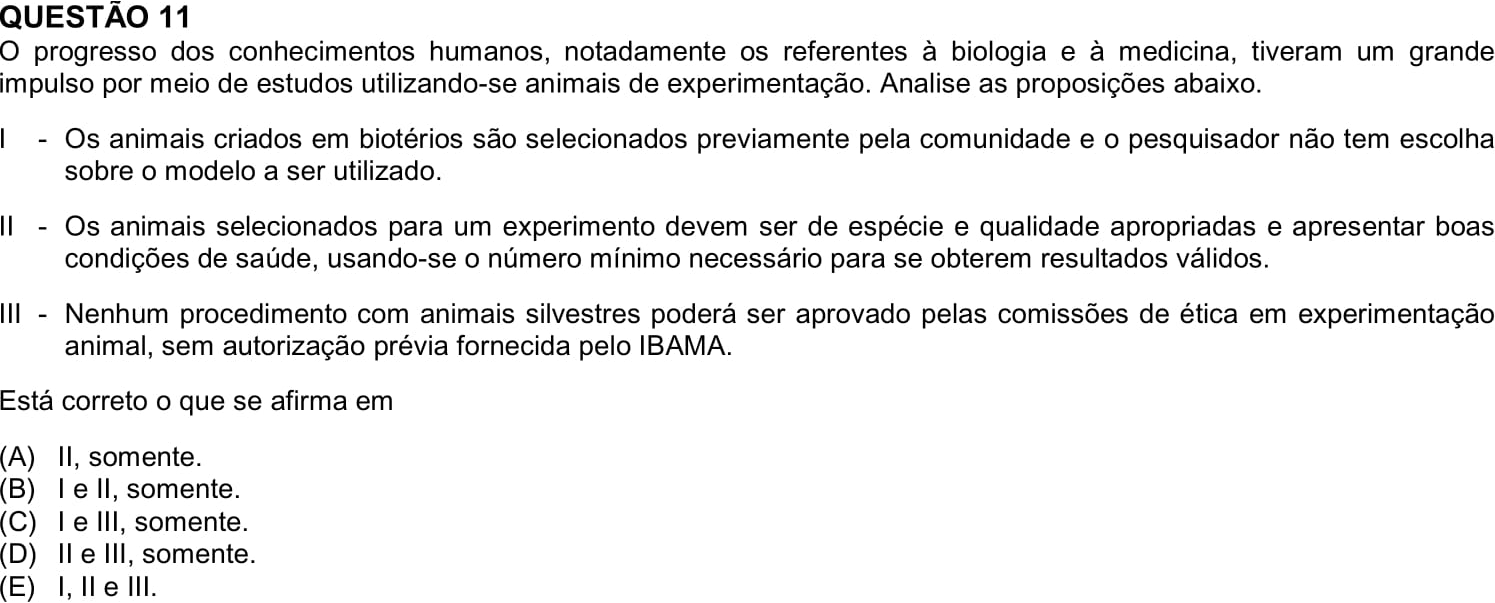 QUESTÃO 11
O progresso dos conhecimentos humanos, notadamente os referentes à biologia e à medicina, tiveram um grande
impulso por meio de estudos utilizando-se animais de experimentação. Analise as proposições abaixo.
I - Os animais criados em biotérios são selecionados previamente pela comunidade e o pesquisador não tem escolha
sobre o modelo a ser utilizado.
II - Os animais selecionados para um experimento devem ser de espécie e qualidade apropriadas e apresentar boas
condições de saúde, usando-se o número mínimo necessário para se obterem resultados válidos.
III - Nenhum procedimento com animais silvestres poderá ser aprovado pelas comissões de ética em experimentação
animal, sem autorização prévia fornecida pelo IBAMA.
Está correto o que se afirma em
(A) II, somente.
(B) I e II, somente.
(C) I e III, somente.
(D) II e III, somente.
(E) I, II e III.